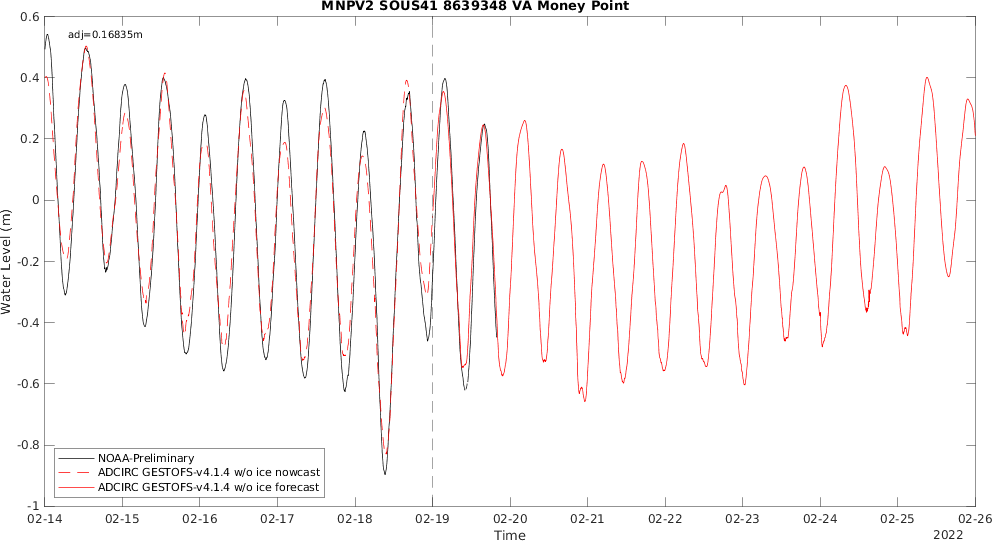 MNPV2 SOUS41 8639348 VA Money Point
adj=0.16835m
0.6
0.4
0.2
0
-0.2
-0.4
-0.6
-0.8
-1
Water Level (m)
NOAA-Preliminary
ADCIRC GESTOFS-v4.1.4 w/o ice nowcast
ADCIRC GESTOFS-v4.1.4 w/o ice forecast
02-14 02-15 02-16 02-17 02-18 02-19 02-20 02-21 02-22 02-23 02-24 02-25 02-26
Time
2022